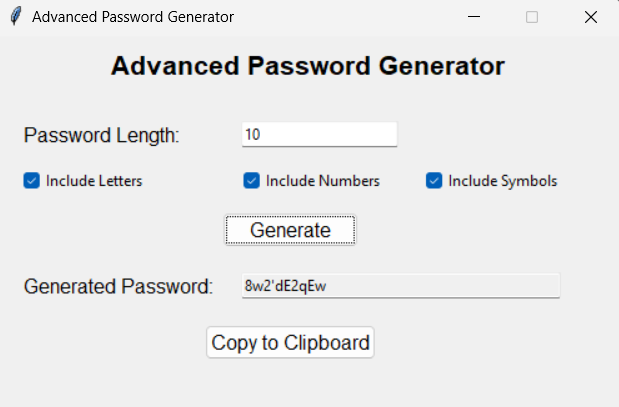 Advanced Password Generator
Advanced Password Generator
Password Length: 10
Include Letters Include Numbers Include Symbols
Generate
Generated Password: 8w2'dE2qEw
Copy to Clipboard